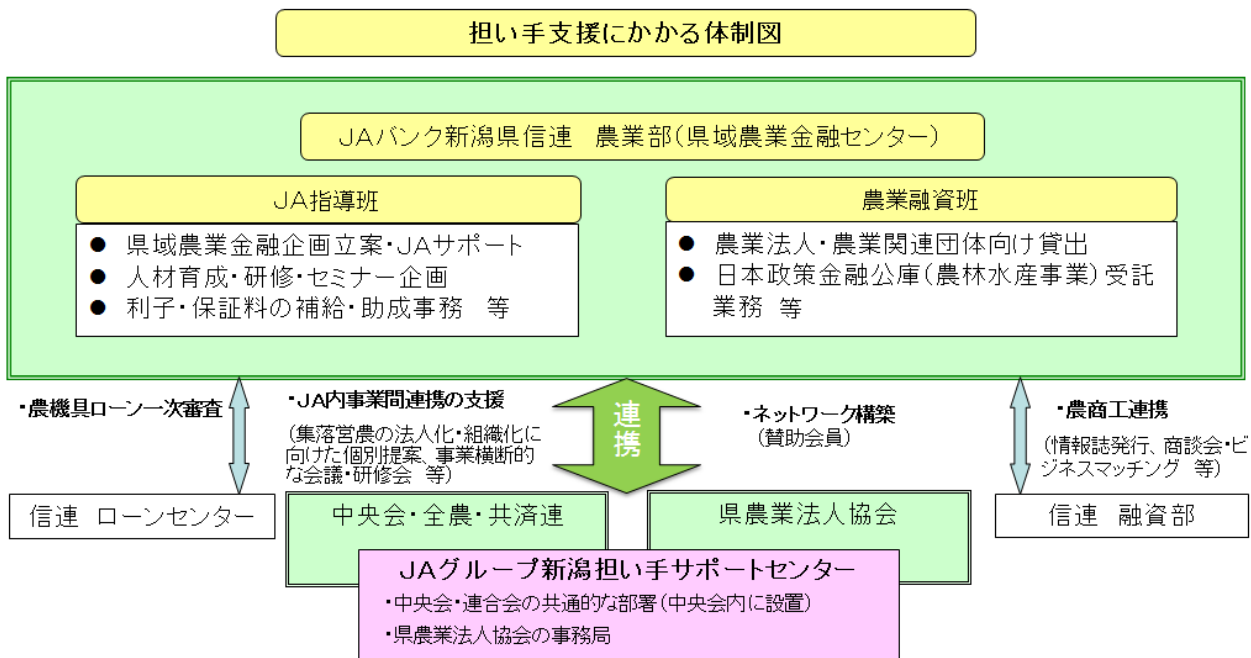 担い手支援にかかる体制図
JAバンク新潟県信連　農業部(県域農業金融センター)
JA指導班
● 県域農業金融企画立案・JAサポート
● 人材育成・研修・セミナー企画
● 利子・保証料の補給・助成事務　等
農業融資班
● 農業法人・農業関連団体向け貸出
● 日本政策金融公庫(農林水産事業)受託
業務 等
・農機具ローン一次審査
・JA内事業間連携の支援
(集落営農の法人化・組織化に
向けた個別提案、事業横断的
な会議・研修会 等)
連携
・ネットワーク構築
(賛助会員)
・農商工連携
(情報誌発行、商談会・ビ
ジネスマッチング 等)
信連 ローンセンター
中央会・全農・共済連
県農業法人協会
信連 融資部
JAグループ新潟担い手サポートセンター
・中央会・連合会の共通的な部署(中央会内に設置)
・県農業法人協会の事務局